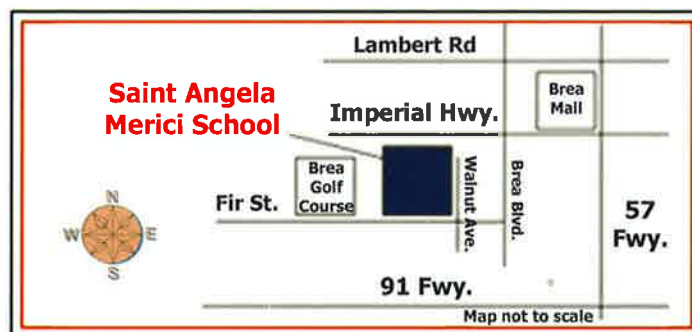 Lambert Rd
Saint Angela
Merici School
Imperial Hwy.
Brea
Mall
Brea
Golf
Course
Walnut Ave.
Brea Blvd.
Fir St.
N
W
E
S
57
Fwy.
91 Fwy.
Map not to scale